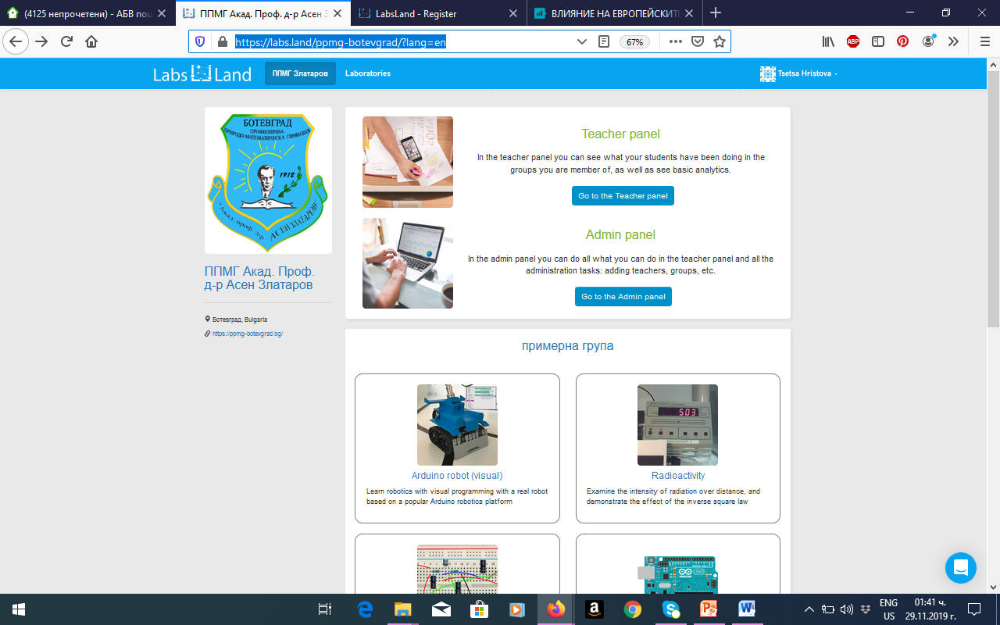 (4125 непрочетени) - АБВ пощ
ППМГ Акад. Проф. д-р Асен З
LabsLand - Register
ВЛИЯНИЕ НА ЕВРОПЕЙСКИТЕ
https://labs.land/ppmg-botevgrad/?lang=en
67%
ABP
Labs Land
ППМГ Златаров
Laboratories
Tsetsa Hristova
БОТЕВГРАД
ПРОФИЛИРАНА
ПРИРОДО-МАТЕМАТИЧЕСКА ГИМНАЗИЯ
1912
"Акад. проф. д-р АСЕН ЗЛАТАРОВ"
ППМГ Акад. Проф.
д-р Асен Златаров
Ботевград, Bulgaria
https://ppmg-botevgrad.bg/
Teacher panel
In the teacher panel you can see what your students have been doing in the
groups you are member of, as well as see basic analytics.
Go to the Teacher panel
Admin panel
In the admin panel you can do all what you can do in the teacher panel and all the
administration tasks: adding teachers, groups, etc.
Go to the Admin panel
примерна група
503
RADIOACTIVITY 2
Arduino robot (visual)
Learn robotics with visual programming with a real robot
based on a popular Arduino robotics platform
Radioactivity
Examine the intensity of radiation over distance, and
demonstrate the effect of the inverse square law
UNO
ARDUINO
ENG
US
01:41 ч.
29.11.2019 г.